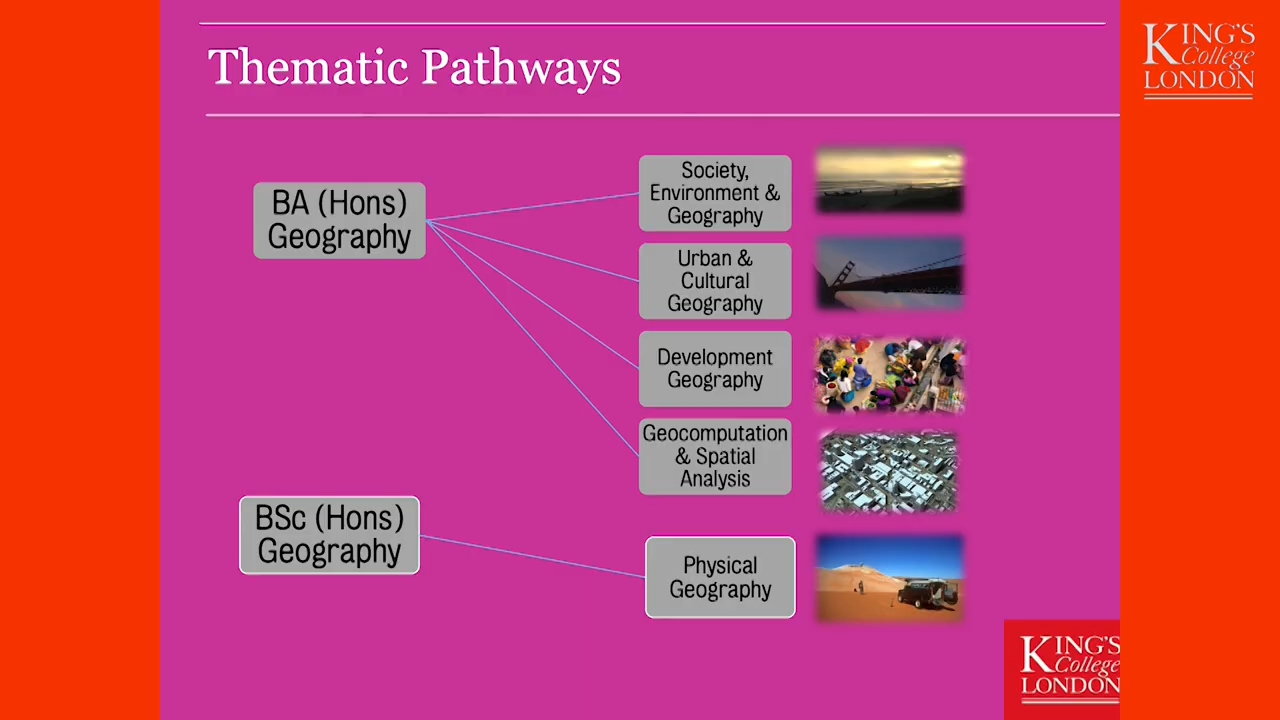 Thematic Pathways
KING'S
College
LONDON
BA (Hons)
Geography
Society,
Environment &
Geography
Urban &
Cultural
Geography
Development
Geography
Geocomputation
& Spatial
Analysis
BSc (Hons)
Geography
Physical
Geography
KING'S
College
LONDON